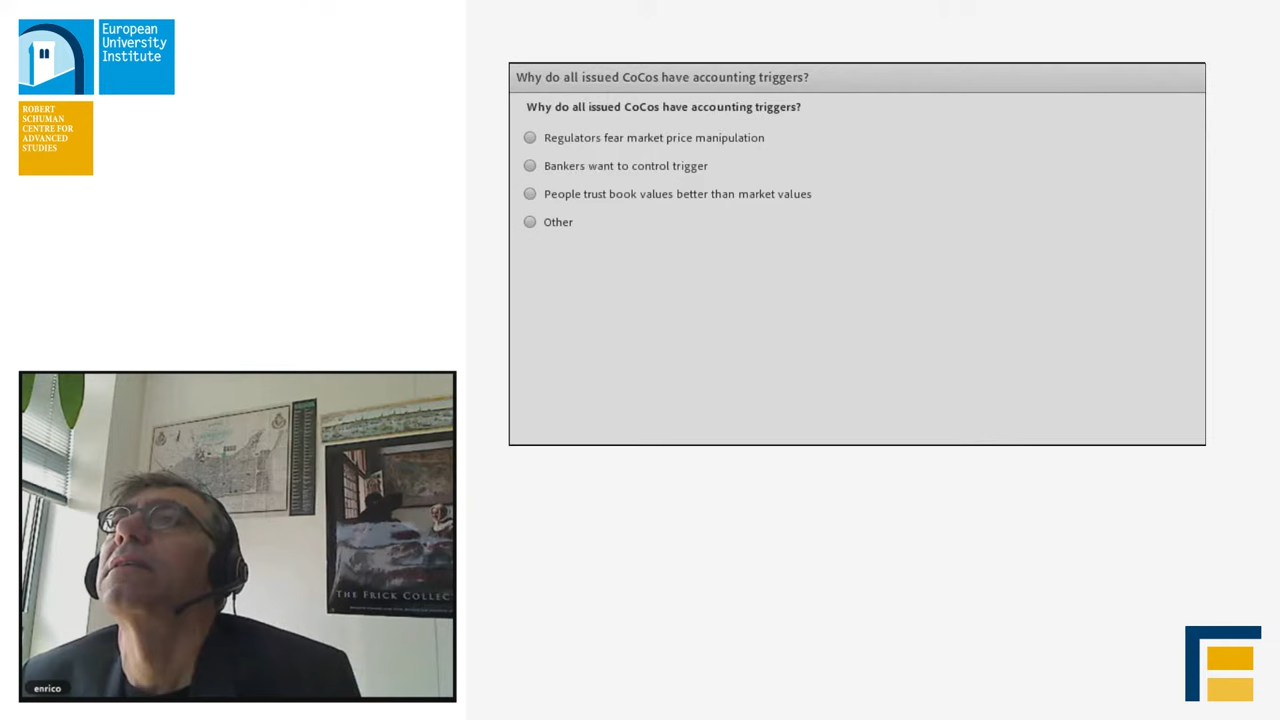 European
University
Institute
ROBERT
SCHUMAN
CENTRE FOR
ADVANCED
STUDIES
Why do all issued CoCos have accounting triggers?
Why do all issued CoCos have accounting triggers?
Regulators fear market price manipulation
Bankers want to control trigger
People trust book values better than market values
Other
THE FRICK COLLEC
enrico